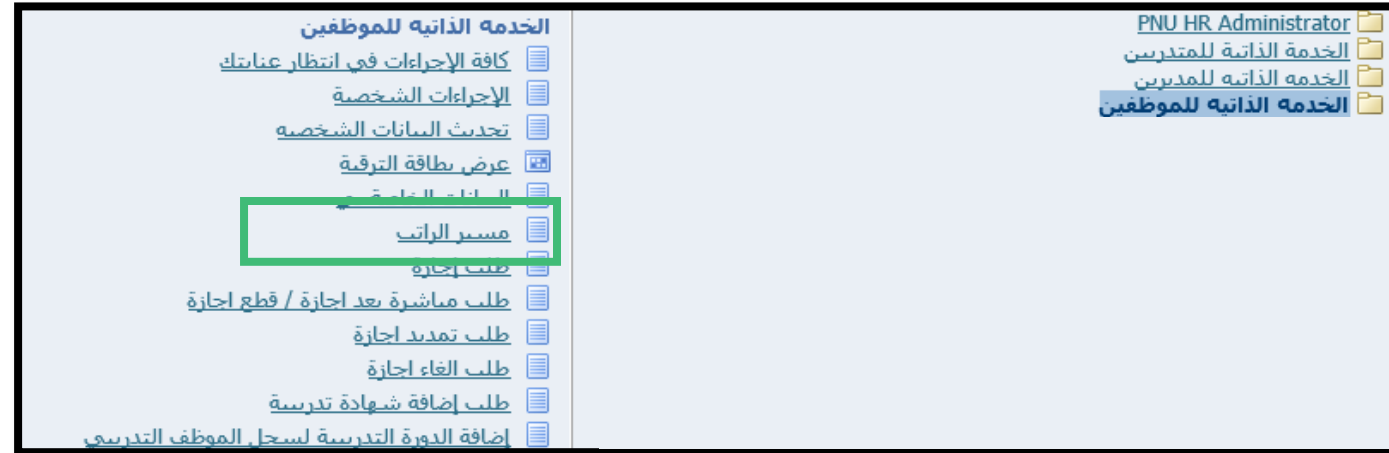 PNU HR Administrator
الخدمة الذاتية للمتدربين
الخدمه الذاتيه للمديرين
الخدمه الذاتيه للموظفين
الخدمه الذاتيه للموظفين
كافة الإجراءات في انتظار عنايتك
الإجراءات الشخصية
تحديث البيانات الشخصيه
عرض بطاقة الترقية
مسير الراتب
طلب إجازة
طلب مباشرة بعد اجازة / قطع اجازة
طلب تمديد اجازة
طلب الغاء اجازة
طلب إضافة شهادة تدريبية
إضافة الدورة التدريبية لسجل الموظف التدريبي